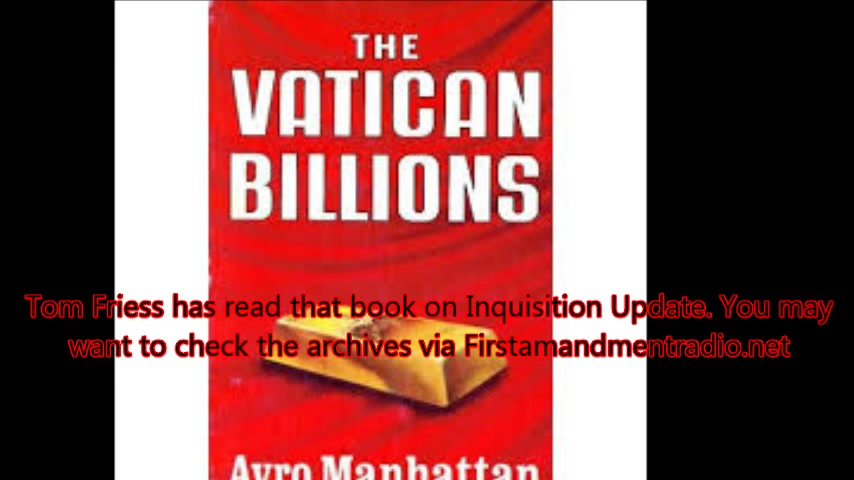 THE
VATICAN
BILLIONS
Tom Friess has read that book on Inquisition Update. You may
want to check the archives via Firstamandmentradio.net
Avro Manhattan